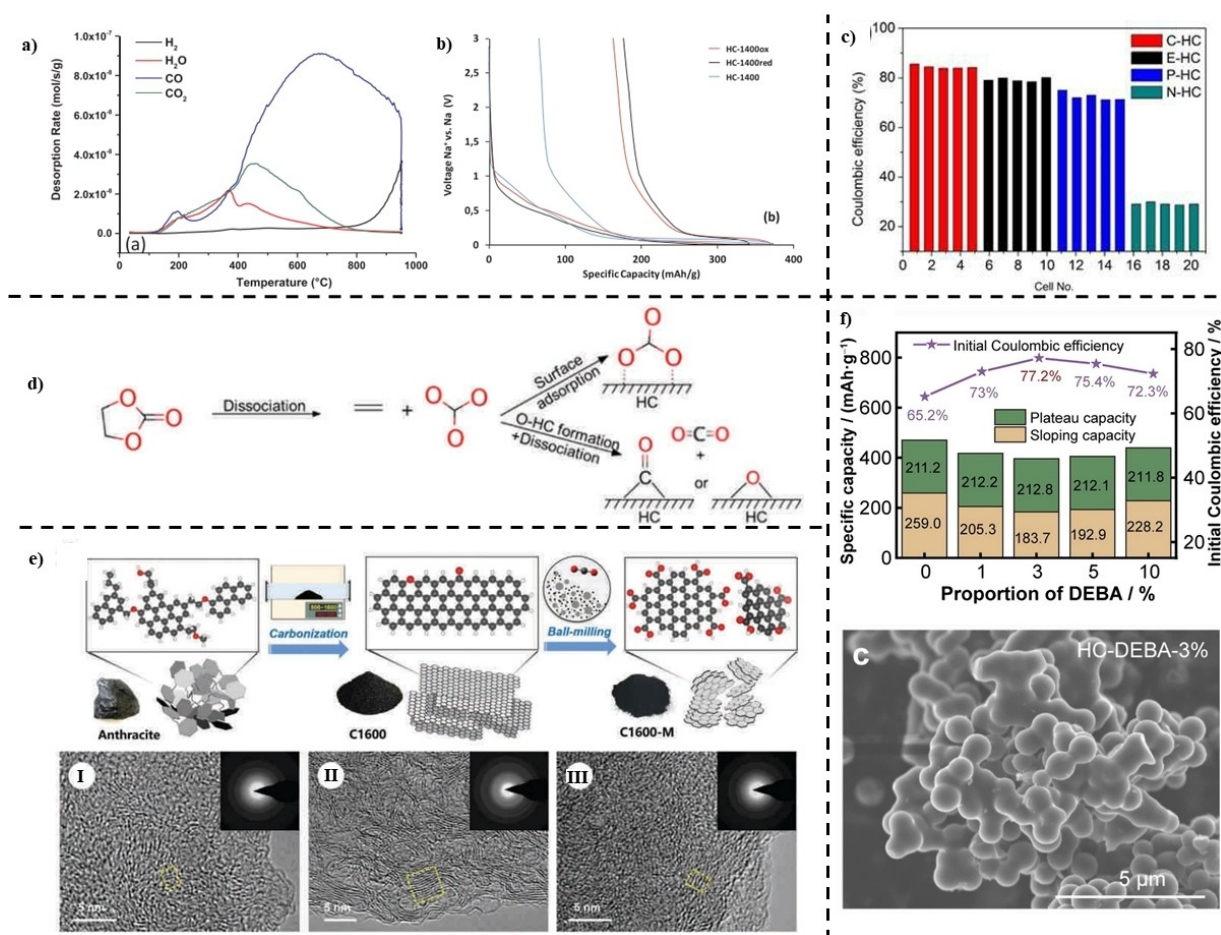 a)
1.0x10⁻⁷
8.0x10⁻⁸
6.0x10⁻⁸
4.0x10⁻⁸
2.0x10⁻⁸
0.0
Desorption Rate (mol/s/g)
H₂
H₂O
CO
CO₂
(a)
0 200 400 600 800 1000
Temperature (°C)
b)
3
2,5
2
1,5
1
0,5
0
Voltage Na⁺ vs. Na (V)
HC-1400ox
HC-1400red
HC-1400
(b)
0 100 200 300 400
Specific Capacity (mAh/g)
c)
100
80
60
40
20
Coulombic efficiency (%)
C-HC
E-HC
P-HC
N-HC
0 2 4 6 8 10 12 14 16 18 20
Cell No.
d)
O
O
O
Dissociation
+
O
O
O
Surface
adsorption
O
O
O
HC
O-HC formation
+Dissociation
O
C
HC
O=C=O
+
or
O
HC
e)
Carbonization
Ball-milling
Anthracite
C1600
C1600-M
I
5 nm
II
5 nm
III
5 nm
f)
Specific capacity / (mAh·g⁻¹)
800
600
400
200
0
Initial Coulombic efficiency
65.2%
73%
77.2%
75.4%
72.3%
Plateau capacity
Sloping capacity
211.2 212.2 212.8 212.1 211.8
259.0 205.3 183.7 192.9 228.2
0 1 3 5 10
Proportion of DEBA / %
80
60
40
20
Initial Coulombic efficiency / %
c
HC-DEBA-3%
5 μm